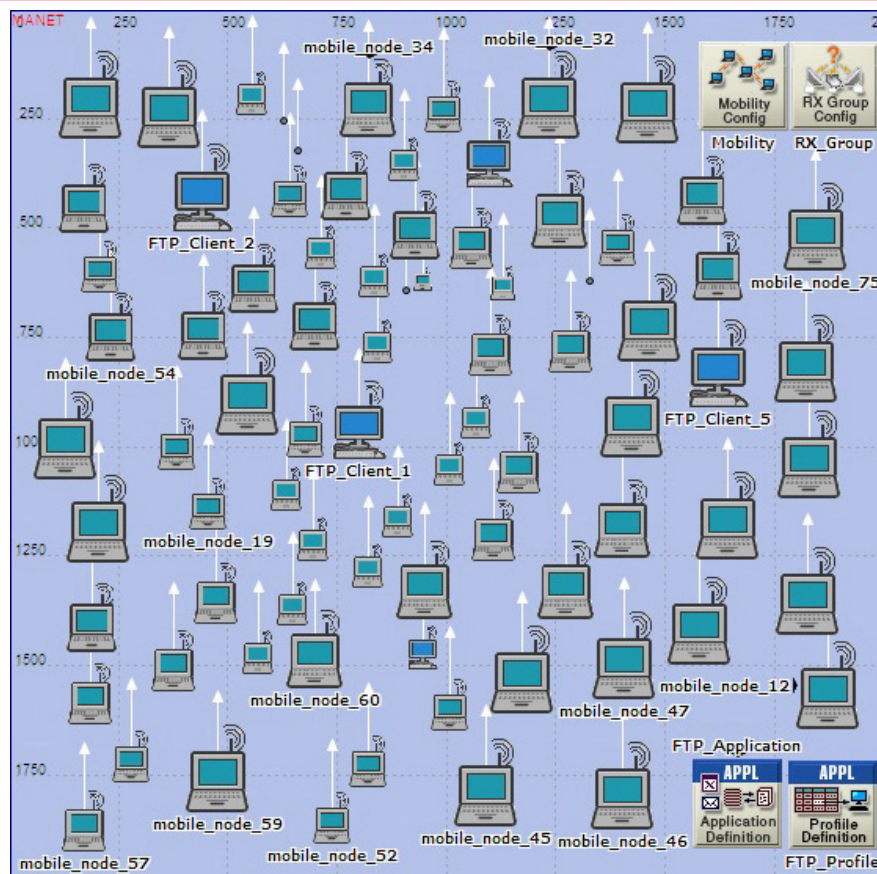 MANET
250
500
750
1000
1250
1500
1750
2
mobile_node_34
mobile_node_32
Mobility
Config
?
RX Group
Config
Mobility
RX_Group
250
500
FTP_Client_2
mobile_node_75
750
mobile_node_54
FTP_Client_5
100
FTP_Client_1
mobile_node_19
1250
1500
mobile_node_60
mobile_node_12
mobile_node_47
FTP_Application
1750
APPL
Application
Definition
APPL
Profile
Definition
mobile_node_59
mobile_node_45
mobile_node_46
mobile_node_52
mobile_node_57
FTP_Profile